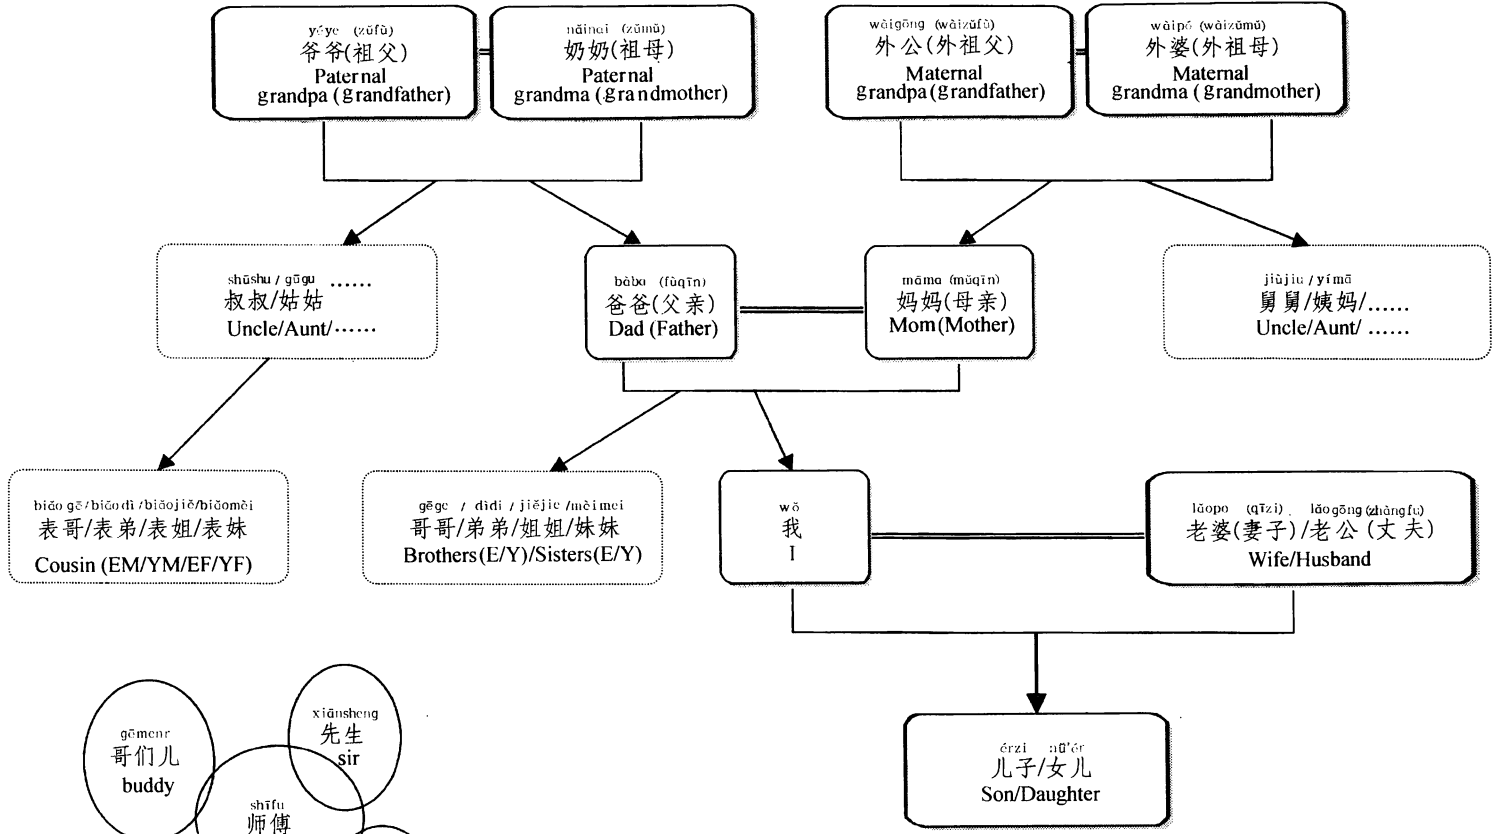 yéye (zǔfù)
爷爷(祖父)
Paternal
grandpa (grandfather)
nǎinai (zǔmǔ)
奶奶(祖母)
Paternal
grandma (grandmother)
wàigōng (wàizǔfù)
外公(外祖父)
Maternal
grandpa (grandfather)
wàipó (wàizǔmǔ)
外婆(外祖母)
Maternal
grandma (grandmother)
shūshu / gūgu ……
叔叔/姑姑
Uncle/Aunt/……
bàba (fùqīn)
爸爸(父亲)
Dad (Father)
māma (mǔqīn)
妈妈(母亲)
Mom (Mother)
jiùjiu / yímā
舅舅/姨妈/……
Uncle/Aunt/ ……
biǎo gē/biǎodì/biǎojiě/biǎomèi
表哥/表弟/表姐/表妹
Cousin (EM/YM/EF/YF)
gēge / dìdi / jiějie /mèimei
哥哥/弟弟/姐姐/妹妹
Brothers (E/Y)/Sisters (E/Y)
wǒ
我
I
lǎopo (qīzi) lǎogōng (zhàngfu)
老婆(妻子)/老公(丈夫)
Wife/Husband
érzi nǚ'ér
儿子/女儿
Son/Daughter
gēmenr
哥们儿
buddy
xiānsheng
先生
sir
shīfu
师傅